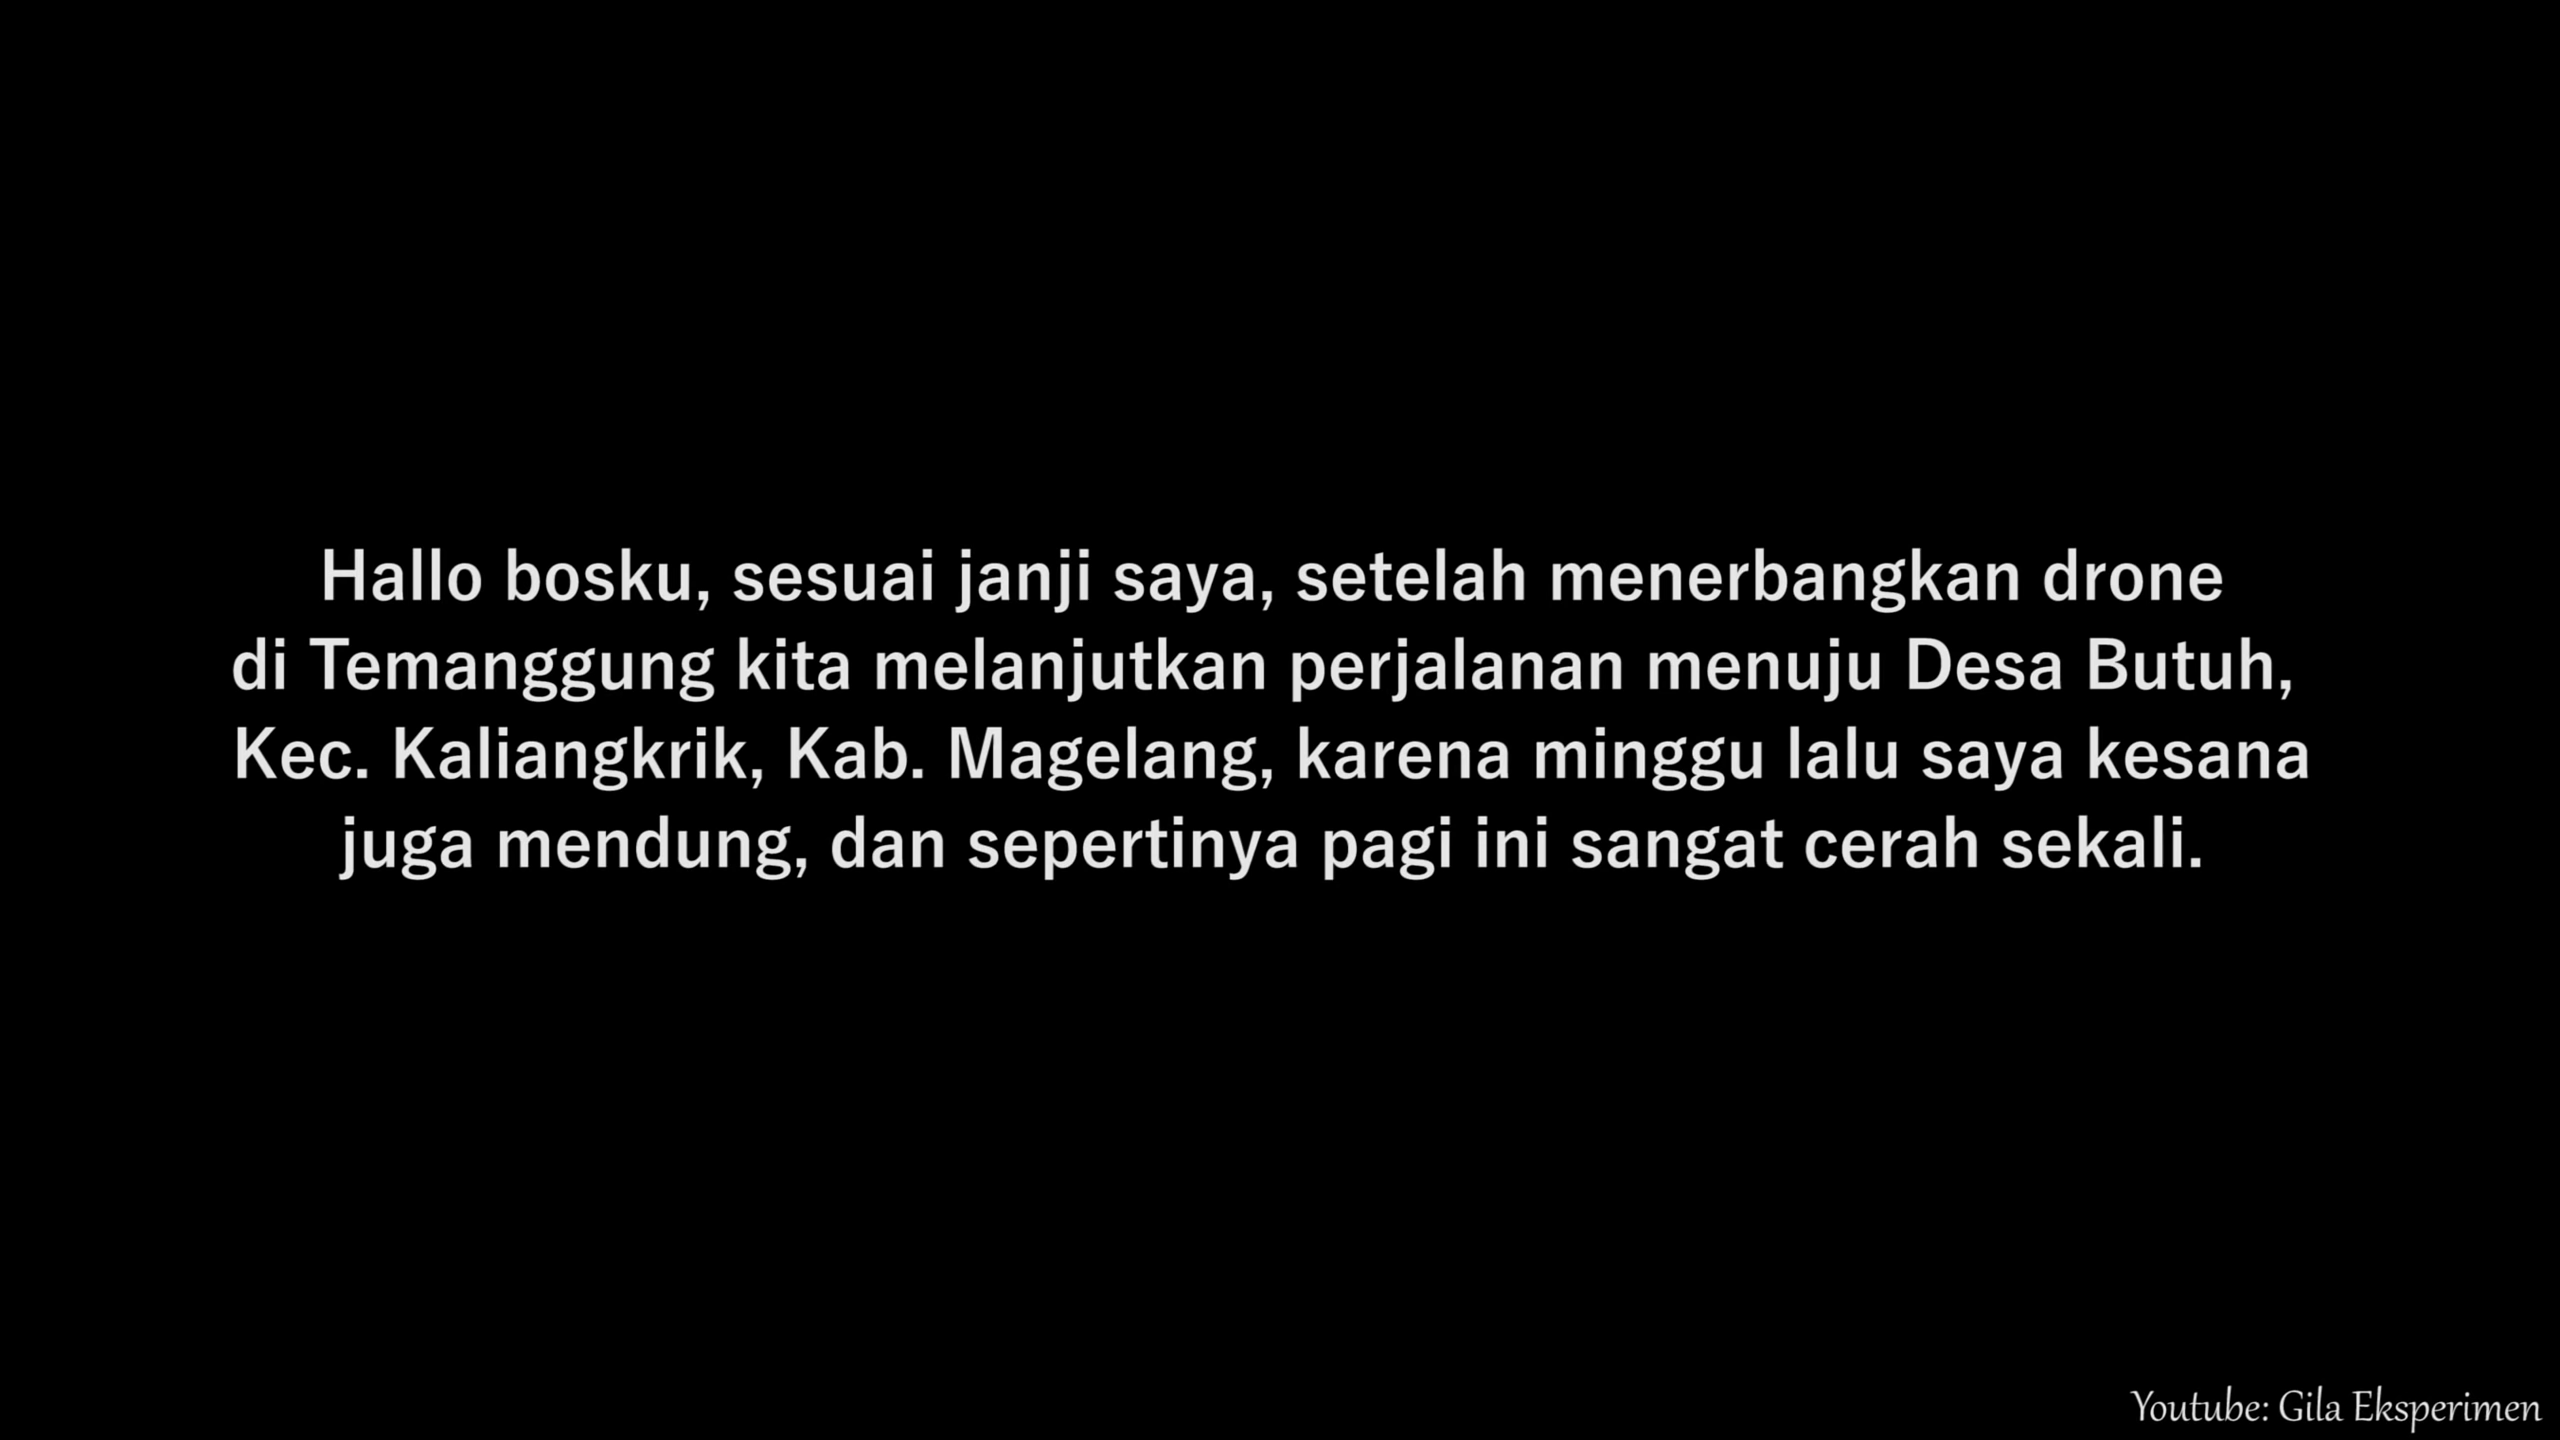 Hallo bosku, sesuai janji saya, setelah menerbangkan drone
di Temanggung kita melanjutkan perjalanan menuju Desa Butuh,
Kec. Kaliangkrik, Kab. Magelang, karena minggu lalu saya kesana
juga mendung, dan sepertinya pagi ini sangat cerah sekali.
Youtube: Gila Eksperimen